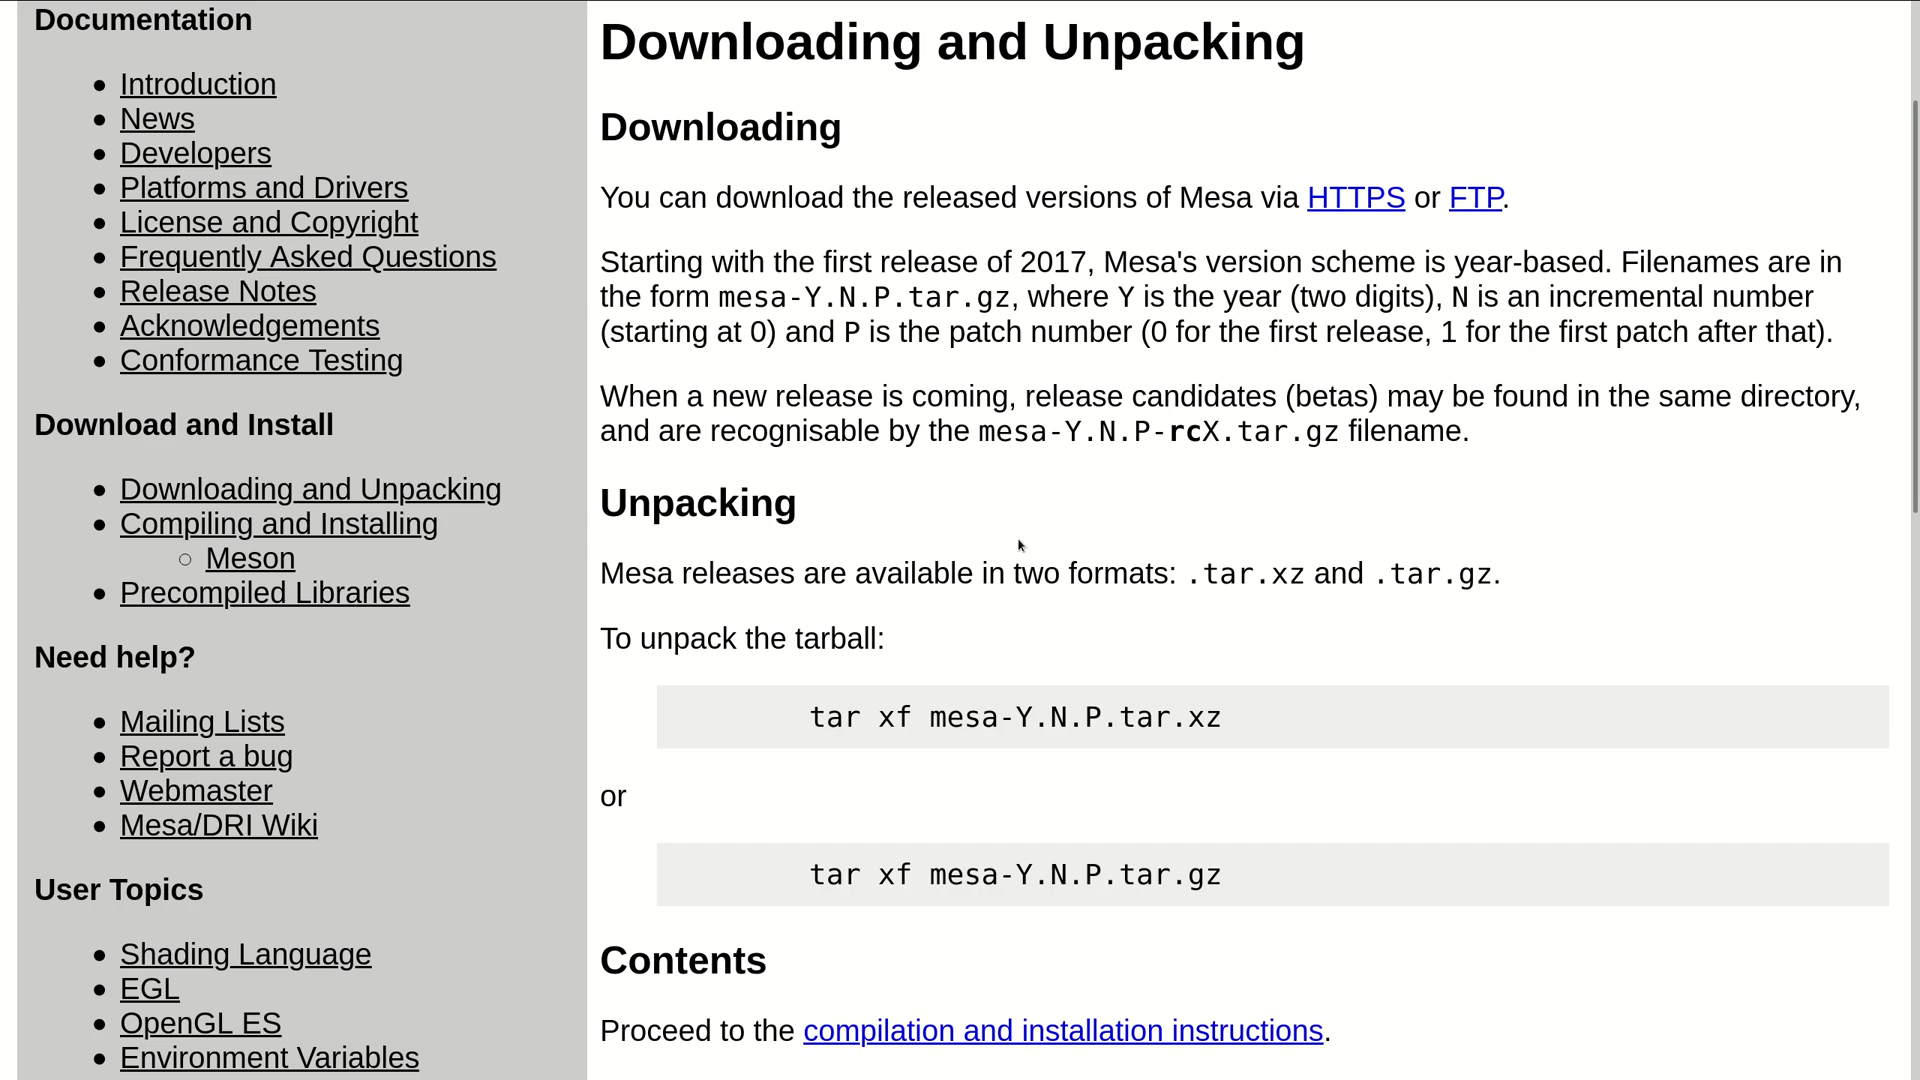 Documentation
Introduction
News
Developers
Platforms and Drivers
License and Copyright
Frequently Asked Questions
Release Notes
Acknowledgements
Conformance Testing
Download and Install
Downloading and Unpacking
Compiling and Installing
Meson
Precompiled Libraries
Need help?
Mailing Lists
Report a bug
Webmaster
Mesa/DRI Wiki
User Topics
Shading Language
EGL
OpenGL ES
Environment Variables
Downloading and Unpacking
Downloading
You can download the released versions of Mesa via HTTPS or FTP.
Starting with the first release of 2017, Mesa's version scheme is year-based. Filenames are in
the form mesa-Y.N.P.tar.gz, where Y is the year (two digits), N is an incremental number
(starting at 0) and P is the patch number (0 for the first release, 1 for the first patch after that).
When a new release is coming, release candidates (betas) may be found in the same directory,
and are recognisable by the mesa-Y.N.P-rcX.tar.gz filename.
Unpacking
Mesa releases are available in two formats: .tar.xz and .tar.gz.
To unpack the tarball:
tar xf mesa-Y.N.P.tar.xz
or
tar xf mesa-Y.N.P.tar.gz
Contents
Proceed to the compilation and installation instructions.